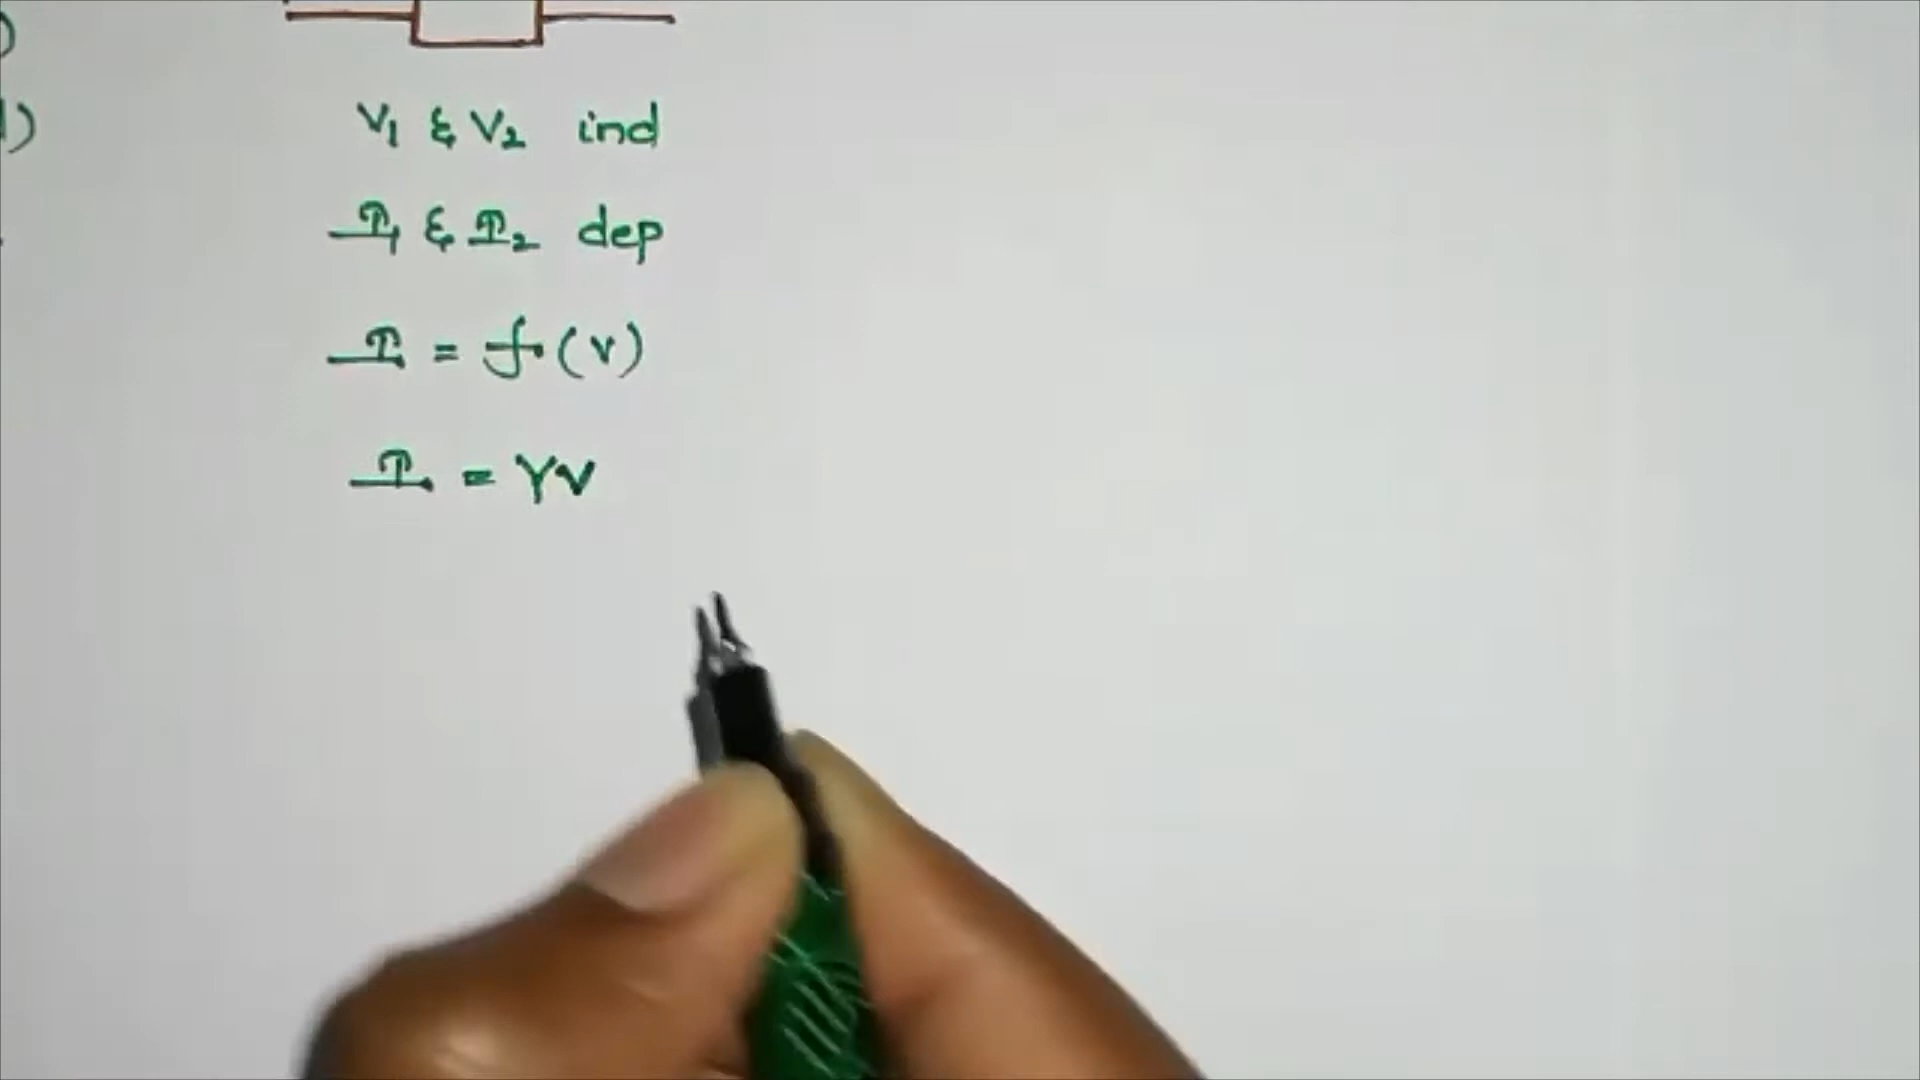 )
)
V₁ & V₂ ind
I₁ & I₂ dep
I = f(V)
I = YV